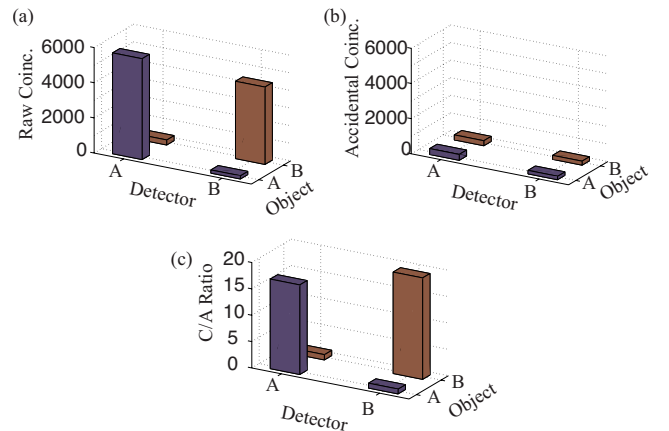 (a)
6000
4000
2000
0
Raw Coinc.
A
B
Detector
A
B
Object
(b)
6000
4000
2000
0
Accidental Coinc.
A
B
Detector
A
B
Object
(c)
20
15
10
5
0
C/A Ratio
A
B
Detector
A
B
Object